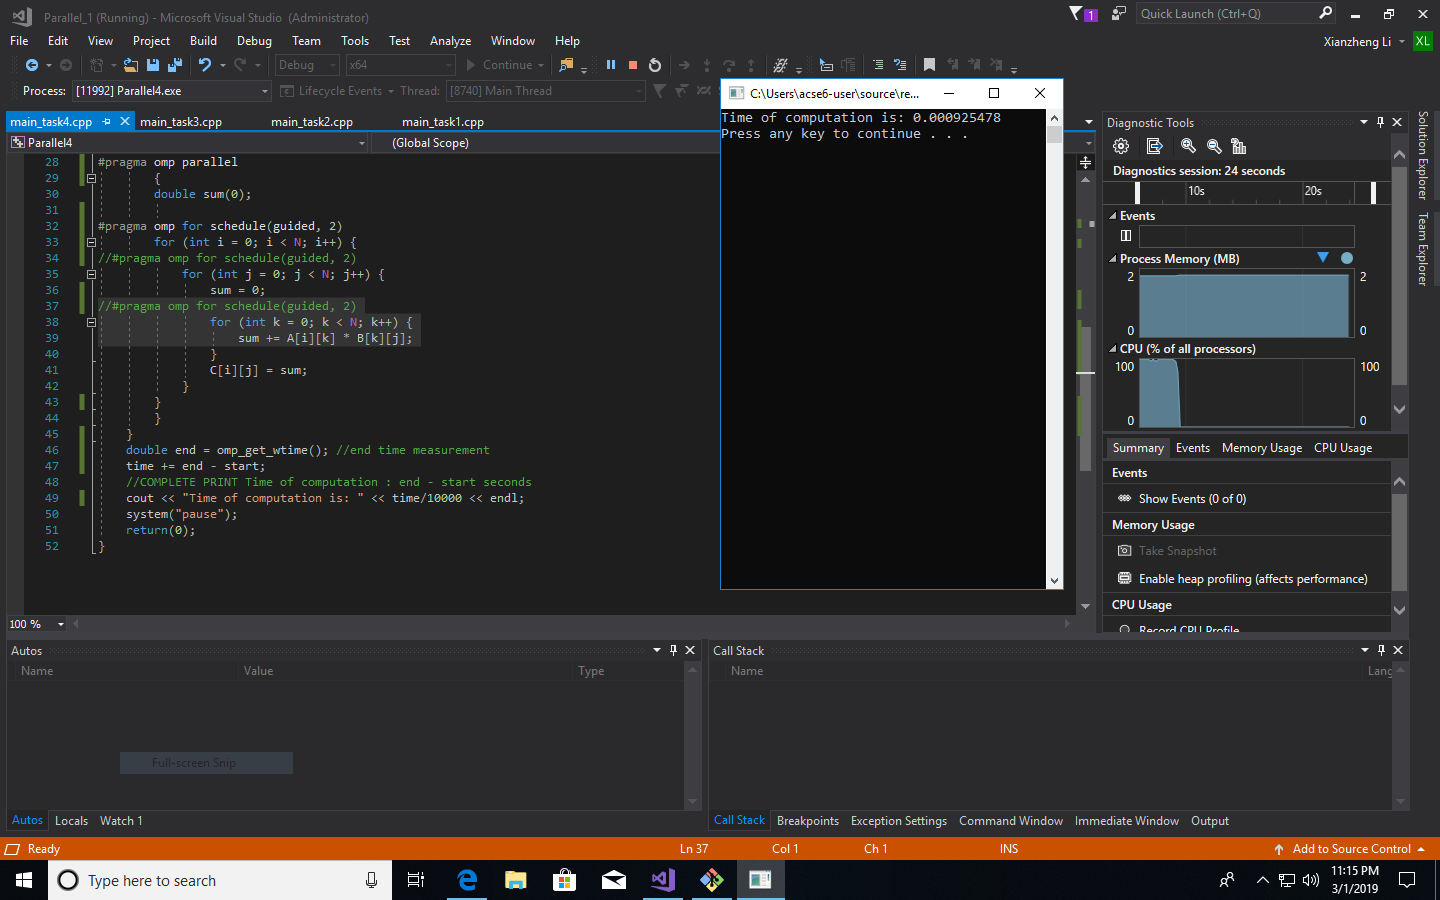 Parallel_1 (Running) - Microsoft Visual Studio (Administrator)
1
Quick Launch (Ctrl+Q)
File Edit View Project Build Debug Team Tools Test Analyze Window Help
Xianzheng Li XL
Debug x64 Continue
Process: [11992] Parallel4.exe Lifecycle Events Thread: [8740] Main Thread
main_task4.cpp main_task3.cpp main_task2.cpp main_task1.cpp
Parallel4 (Global Scope)
28 #pragma omp parallel
29 {
30 double sum(0);
31
32 #pragma omp for schedule(guided, 2)
33 for (int i = 0; i < N; i++) {
34 //#pragma omp for schedule(guided, 2)
35 for (int j = 0; j < N; j++) {
36 sum = 0;
37 //#pragma omp for schedule(guided, 2)
38 for (int k = 0; k < N; k++) {
39 sum += A[i][k] * B[k][j];
40 }
41 C[i][j] = sum;
42 }
43 }
44 }
45 }
46 double end = omp_get_wtime(); //end time measurement
47 time += end - start;
48 //COMPLETE PRINT Time of computation : end - start seconds
49 cout << "Time of computation is: " << time/10000 << endl;
50 system("pause");
51 return(0);
52 }
100 %
C:\Users\acse6-user\source\re...
Time of computation is: 0.000925478
Press any key to continue . . .
Diagnostic Tools
Diagnostics session: 24 seconds
10s 20s
Events
Process Memory (MB)
2 2
0 0
CPU (% of all processors)
100 100
0 0
Summary Events Memory Usage CPU Usage
Events
Show Events (0 of 0)
Memory Usage
Take Snapshot
Enable heap profiling (affects performance)
CPU Usage
Record CPU Profile
Solution Explorer
Team Explorer
Autos
Name Value Type
Full-screen Snip
Autos Locals Watch 1
Call Stack
Name Lang
Call Stack Breakpoints Exception Settings Command Window Immediate Window Output
Ready Ln 37 Col 1 Ch 1 INS Add to Source Control
Type here to search
11:15 PM
3/1/2019